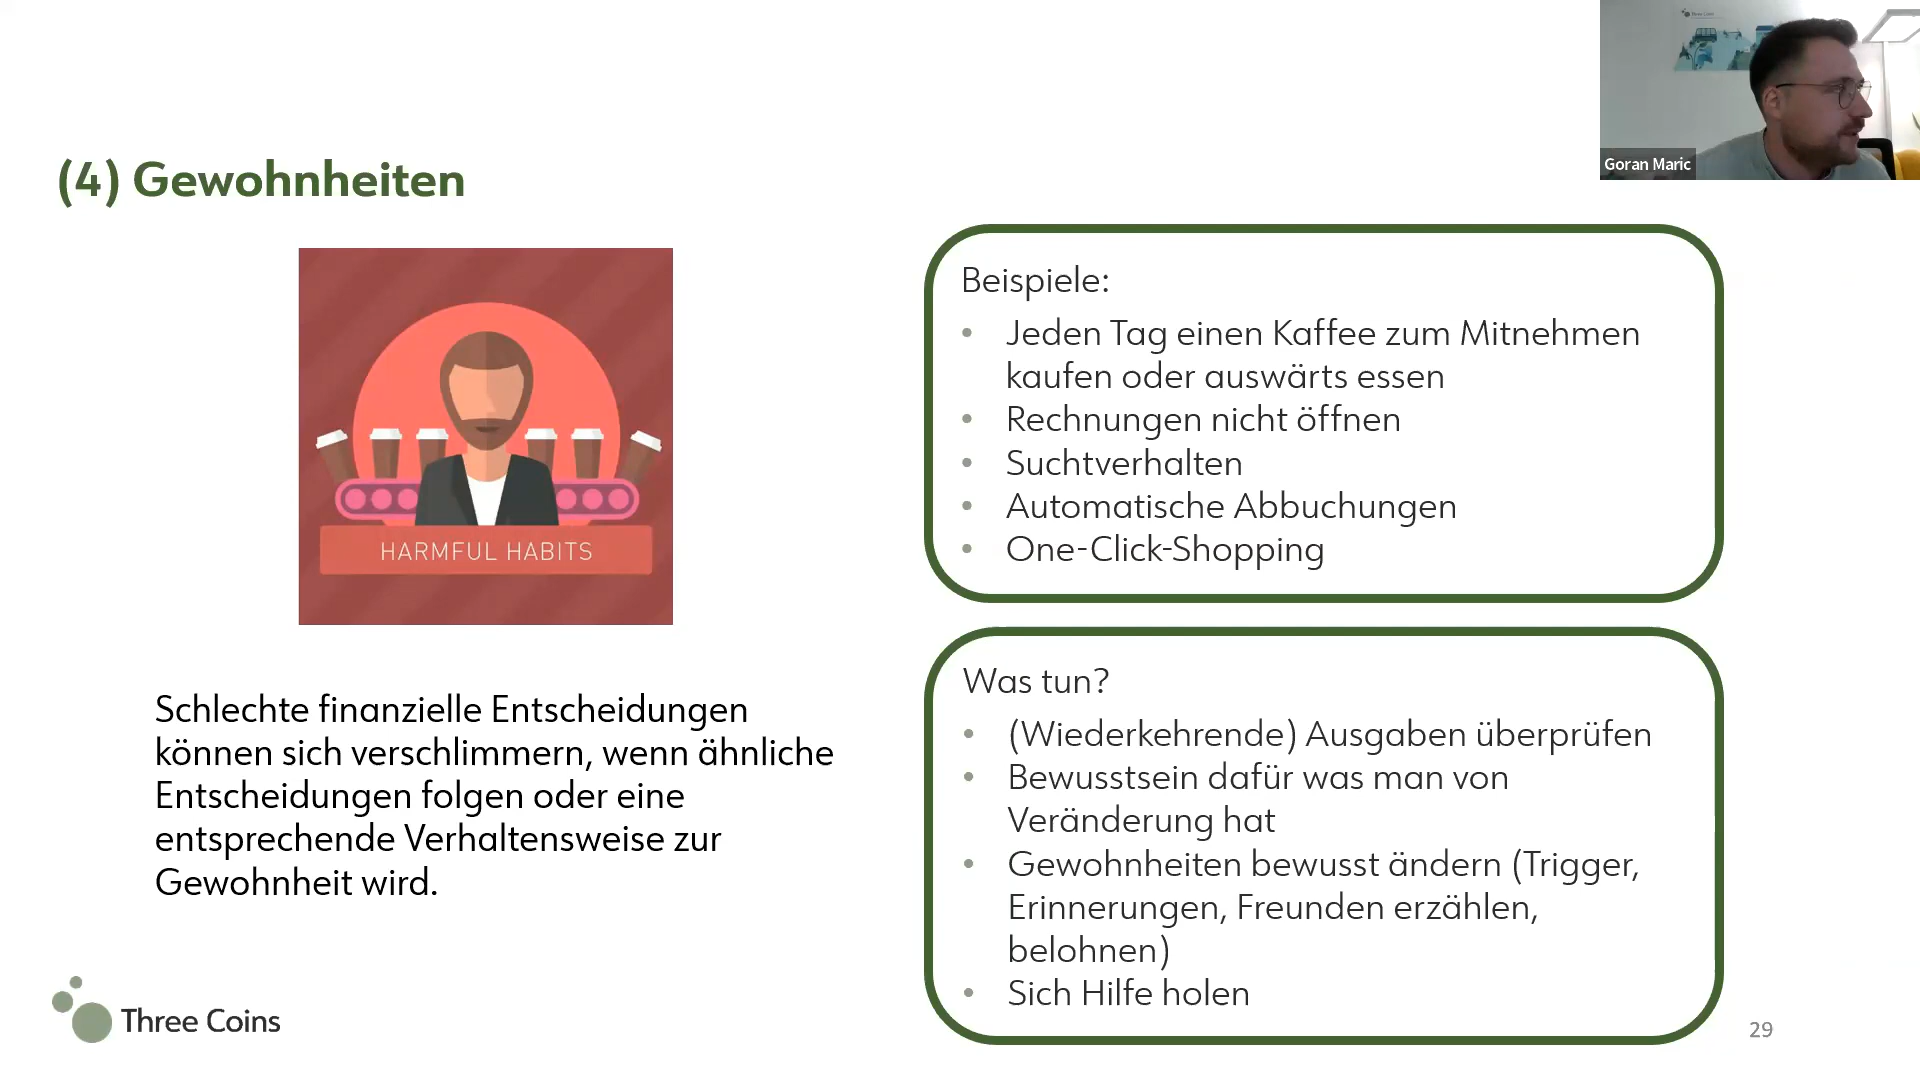 Three Coins
Goran Maric
(4) Gewohnheiten
HARMFUL HABITS
Schlechte finanzielle Entscheidungen
können sich verschlimmern, wenn ähnliche
Entscheidungen folgen oder eine
entsprechende Verhaltensweise zur
Gewohnheit wird.
Beispiele:
• Jeden Tag einen Kaffee zum Mitnehmen
kaufen oder auswärts essen
• Rechnungen nicht öffnen
• Suchtverhalten
• Automatische Abbuchungen
• One-Click-Shopping
Was tun?
• (Wiederkehrende) Ausgaben überprüfen
• Bewusstsein dafür was man von
Veränderung hat
• Gewohnheiten bewusst ändern (Trigger,
Erinnerungen, Freunden erzählen,
belohnen)
• Sich Hilfe holen
Three Coins
29